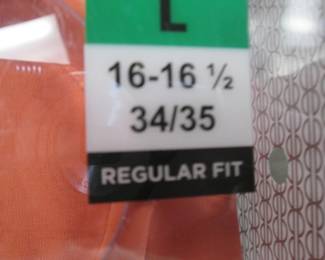 L
16-16 ½
34/35
REGULAR FIT